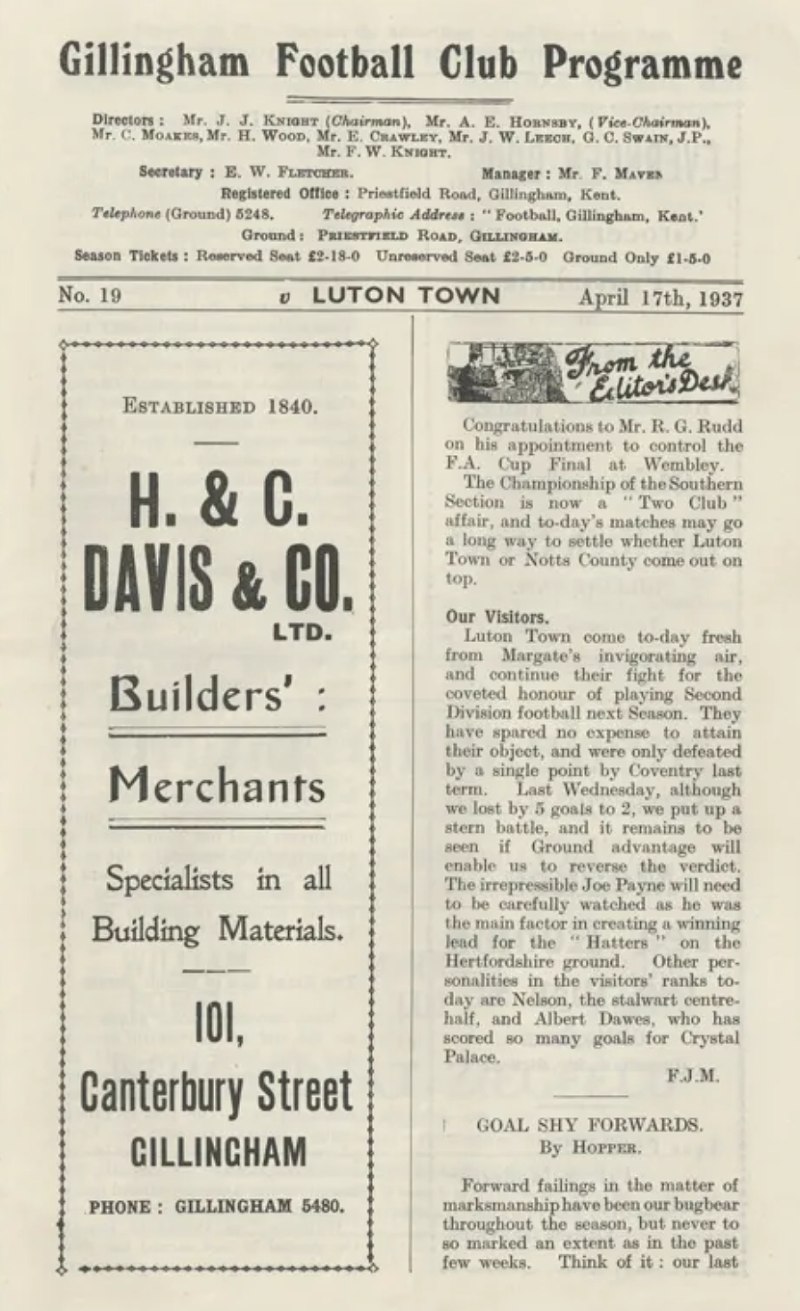 Gillingham Football Club Programme
Directors : Mr. J. J. Knight (Chairman), Mr. A. E. Hornsby, (Vice-Chairman),
Mr. C. Moakes, Mr. H. Wood, Mr. E. Crawley, Mr. J. W. Leech, G. C. Swain, J.P.,
Mr. F. W. Knight.
Secretary : E. W. Fletcher. Manager : Mr. F. Maven
Registered Office : Priestfield Road, Gillingham, Kent.
Telephone (Ground) 5248. Telegraphic Address : " Football, Gillingham, Kent.'
Ground : Priestfield Road, Gillingham.
Season Tickets : Reserved Seat £2-18-0 Unreserved Seat £2-5-0 Ground Only £1-5-0
No. 19 v LUTON TOWN April 17th, 1937
Established 1840.
H. & C.
DAVIS & CO.
LTD.
Builders' :
Merchants
Specialists in all
Building Materials.
101,
Canterbury Street
GILLINGHAM
PHONE : GILLINGHAM 5480.
From the
Editor's Desk.
Congratulations to Mr. R. G. Rudd
on his appointment to control the
F.A. Cup Final at Wembley.
The Championship of the Southern
Section is now a " Two Club "
affair, and to-day's matches may go
a long way to settle whether Luton
Town or Notts County come out on
top.
Our Visitors.
Luton Town come to-day fresh
from Margate's invigorating air,
and continue their fight for the
coveted honour of playing Second
Division football next Season. They
have spared no expense to attain
their object, and were only defeated
by a single point by Coventry last
term. Last Wednesday, although
we lost by 5 goals to 2, we put up a
stern battle, and it remains to be
seen if Ground advantage will
enable us to reverse the verdict.
The irrepressible Joe Payne will need
to be carefully watched as he was
the main factor in creating a winning
lead for the " Hatters " on the
Hertfordshire ground. Other per-
sonalities in the visitors' ranks to-
day are Nelson, the stalwart centre-
half, and Albert Dawes, who has
scored so many goals for Crystal
Palace.
F.J.M.
GOAL SHY FORWARDS.
By Hopper.
Forward failings in the matter of
marksmanship have been our bugbear
throughout the season, but never to
so marked an extent as in the past
few weeks. Think of it : our last